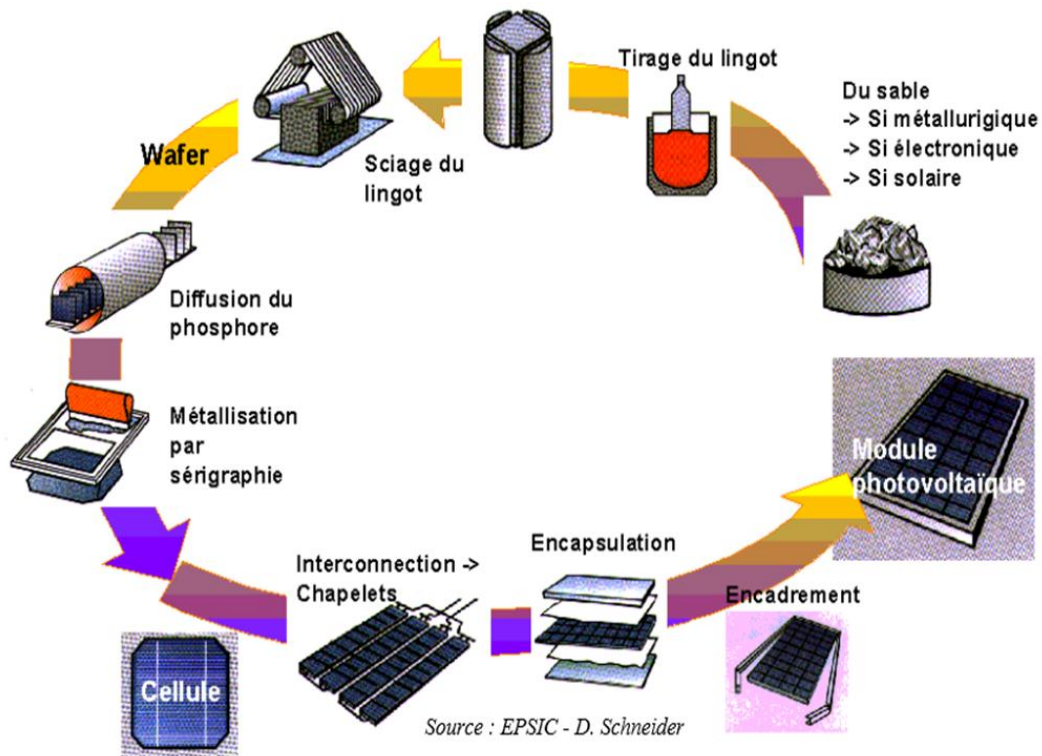 Du sable
-> Si métallurigique
-> Si électronique
-> Si solaire
Tirage du lingot
Sciage du
lingot
Wafer
Diffusion du
phosphore
Métallisation
par
sérigraphie
Cellule
Interconnection ->
Chapelets
Encapsulation
Encadrement
Module
photovoltaïque
Source : EPSIC - D. Schneider